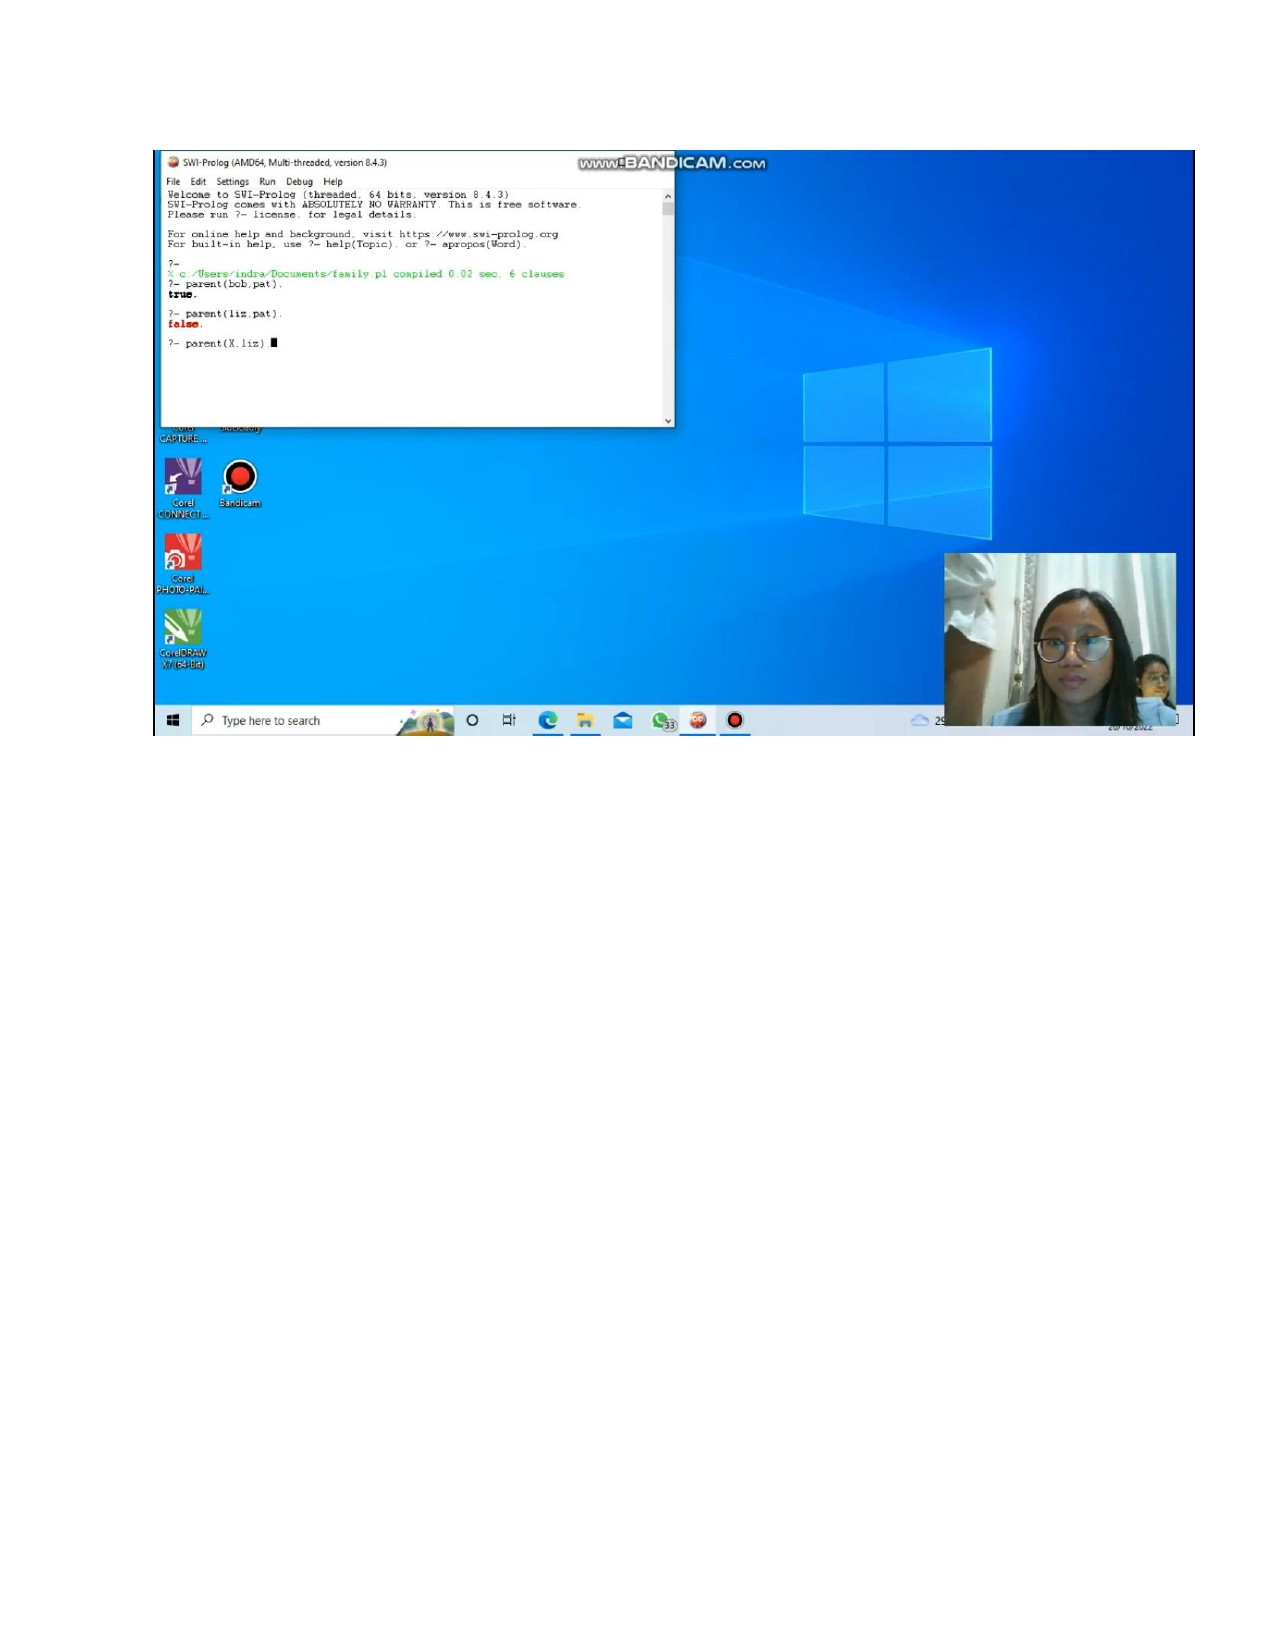 SWI-Prolog (AMD64, Multi-threaded, version 8.4.3)
www.BANDICAM.com
File Edit Settings Run Debug Help
Welcome to SWI-Prolog (threaded, 64 bits, version 8.4.3)
SWI-Prolog comes with ABSOLUTELY NO WARRANTY. This is free software.
Please run ?- license. for legal details.
For online help and background, visit https://www.swi-prolog.org
For built-in help, use ?- help(Topic). or ?- apropos(Word).
?-
% c:/Users/indra/Documents/family.pl compiled 0.02 sec, 6 clauses
?- parent(bob,pat).
true.
?- parent(liz,pat).
false.
?- parent(X,liz)
CAPTURE ...
Corel
CONNECT ...
Bandicam
Corel
PHOTO-PAI...
CorelDRAW
X7 (64-Bit)
Type here to search
33
29